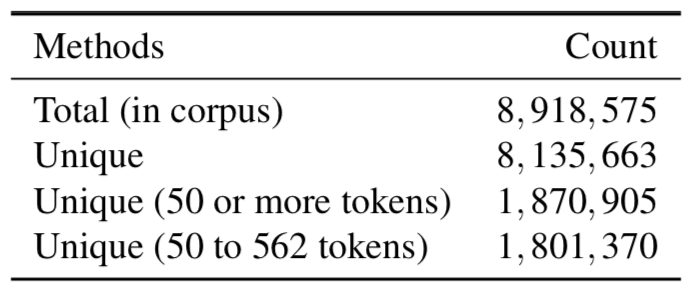 Methods Count
Total (in corpus) 8, 918, 575
Unique 8, 135, 663
Unique (50 or more tokens) 1, 870, 905
Unique (50 to 562 tokens) 1, 801, 370